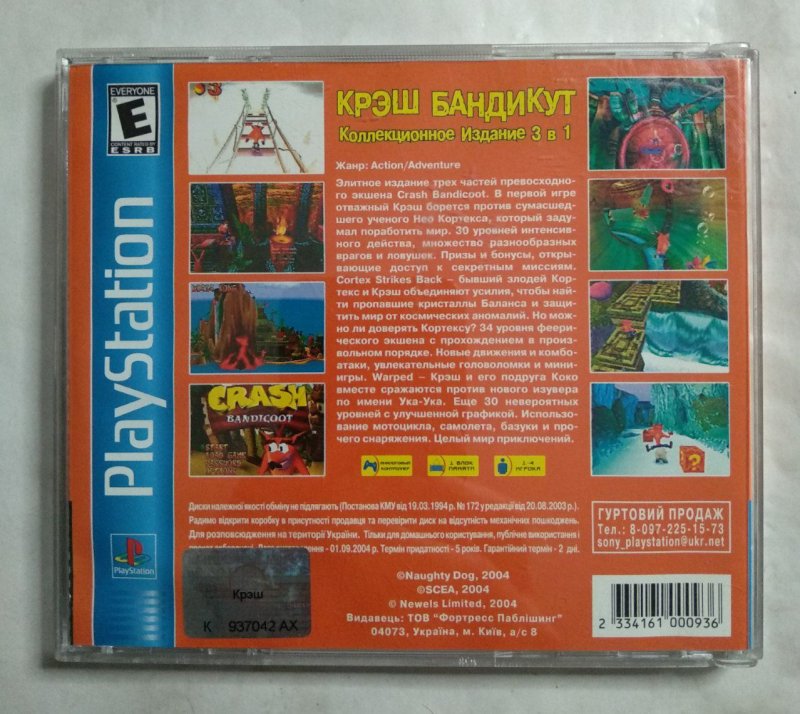 EVERYONE
E
CONTENT RATED BY
ESRB
PlayStation
PlayStation
КРЭШ БАНДИКУТ
Коллекционное Издание 3 в 1
Жанр: Action/Adventure
Элитное издание трех частей превосходно-
го экшена Crash Bandicoot. В первой игре
отважный Крэш борется против сумасшед-
шего ученого Нео Кортекса, который заду-
мал поработить мир. 30 уровней интенсив-
ного действа, множество разнообразных
врагов и ловушек. Призы и бонусы, откры-
вающие доступ к секретным миссиям.
Cortex Strikes Back – бывший злодей Кор-
текс и Крэш объединяют усилия, чтобы най-
ти пропавшие кристаллы Баланса и защи-
тить мир от космических аномалий. Но мож-
но ли доверять Кортексу? 34 уровня феери-
ческого экшена с прохождением в произ-
вольном порядке. Новые движения и комбо-
атаки, увлекательные головоломки и мини-
игры. Warped – Крэш и его подруга Коко
вместе сражаются против нового изувера
по имени Ука-Ука. Еще 30 невероятных
уровней с улучшенной графикой. Использо-
вание мотоцикла, самолета, базуки и про-
чего снаряжения. Целый мир приключений.
CRASH
BANDICOOT
START
LOAD GAME
PASSWORD
АНАЛОГОВЫЙ
КОНТРОЛЛЕР
1 БЛОК
ПАМЯТИ
1-4
ИГРОКА
Диски належної якості обміну не підлягають (Постанова КМУ від 19.03.1994 р. № 172 у редакції від 20.08.2003 р.).
Радимо відкрити коробку в присутності продавця та перевірити диск на відсутність механічних пошкоджень.
Для розповсюдження на території України. Тільки для домашнього користування, публічне використання і
- 01.09.2004 р. Термін придатності - 5 років. Гарантійний термін - 2 дні.
ГУРТОВИЙ ПРОДАЖ
Тел.: 8-097-225-15-73
sony_playstation@ukr.net
©Naughty Dog, 2004
©SCEA, 2004
© Newels Limited, 2004
Видавець: ТОВ "Фортресс Паблішинг"
04073, Україна, м. Київ, а/с 8
Крэш
К 937042 АХ
2 334161 000936